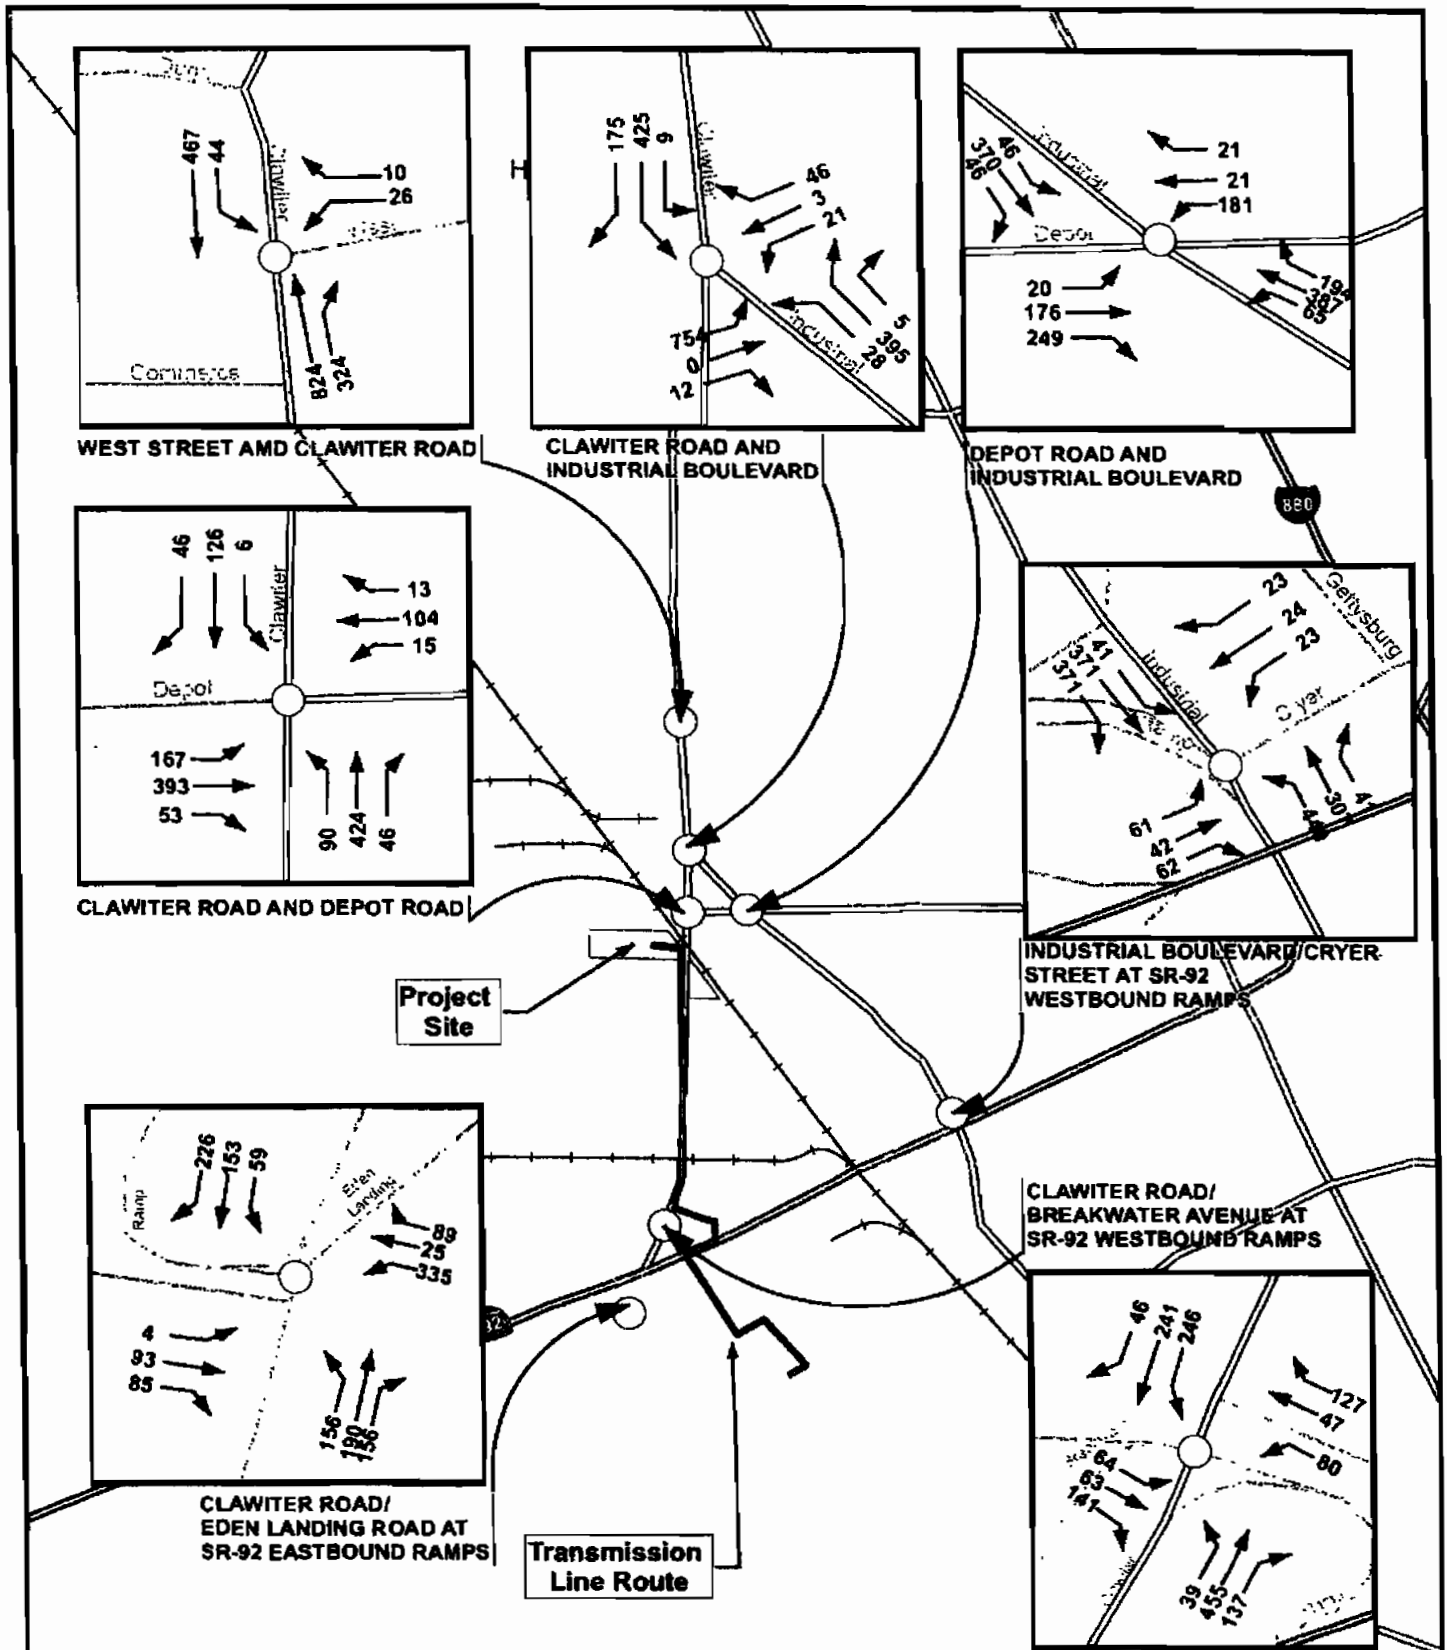 467
44
10
26
824
324
WEST STREET AMD CLAWITER ROAD
175
425
9
46
3
21
5
395
28
Industrial
754
0
12
CLAWITER ROAD AND
INDUSTRIAL BOULEVARD
46
370
46
Depot
21
21
181
20
176
249
194
387
65
DEPOT ROAD AND
INDUSTRIAL BOULEVARD
880
46
126
6
Clawiter
13
104
15
Depot
167
393
53
90
424
46
CLAWITER ROAD AND DEPOT ROAD
23
24
23
Gettysburg
41
371
371
Industrial
Cryer
61
42
62
INDUSTRIAL BOULEVARD/CRYER
STREET AT SR-92
WESTBOUND RAMPS
Project
Site
226
153
59
Ramp
Eden
Landing
89
25
335
4
93
85
156
190
156
CLAWITER ROAD/
EDEN LANDING ROAD AT
SR-92 EASTBOUND RAMPS
Transmission
Line Route
CLAWITER ROAD/
BREAKWATER AVENUE AT
SR-92 WESTBOUND RAMPS
46
241
246
127
47
80
64
63
141
39
455
137